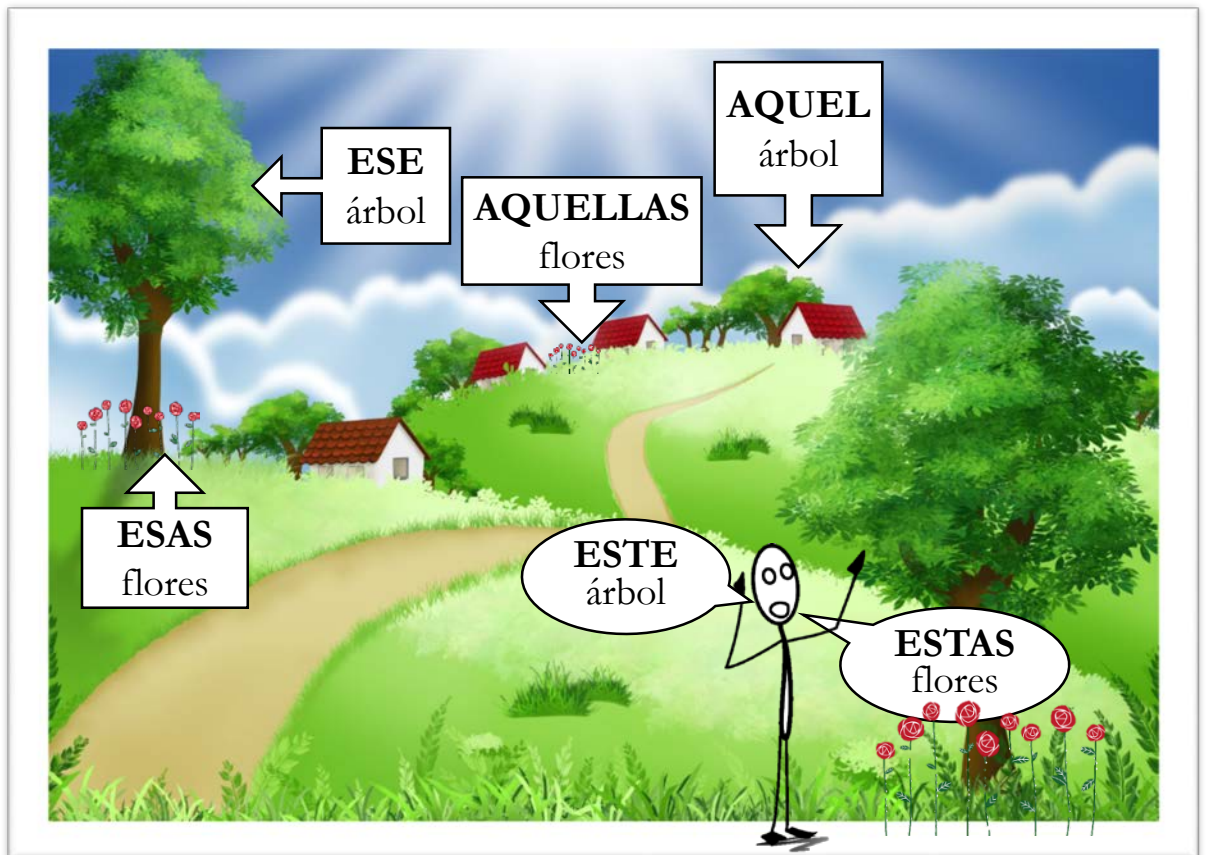 AQUEL
árbol
ESE
árbol
AQUELLAS
flores
ESAS
flores
ESTE
árbol
ESTAS
flores